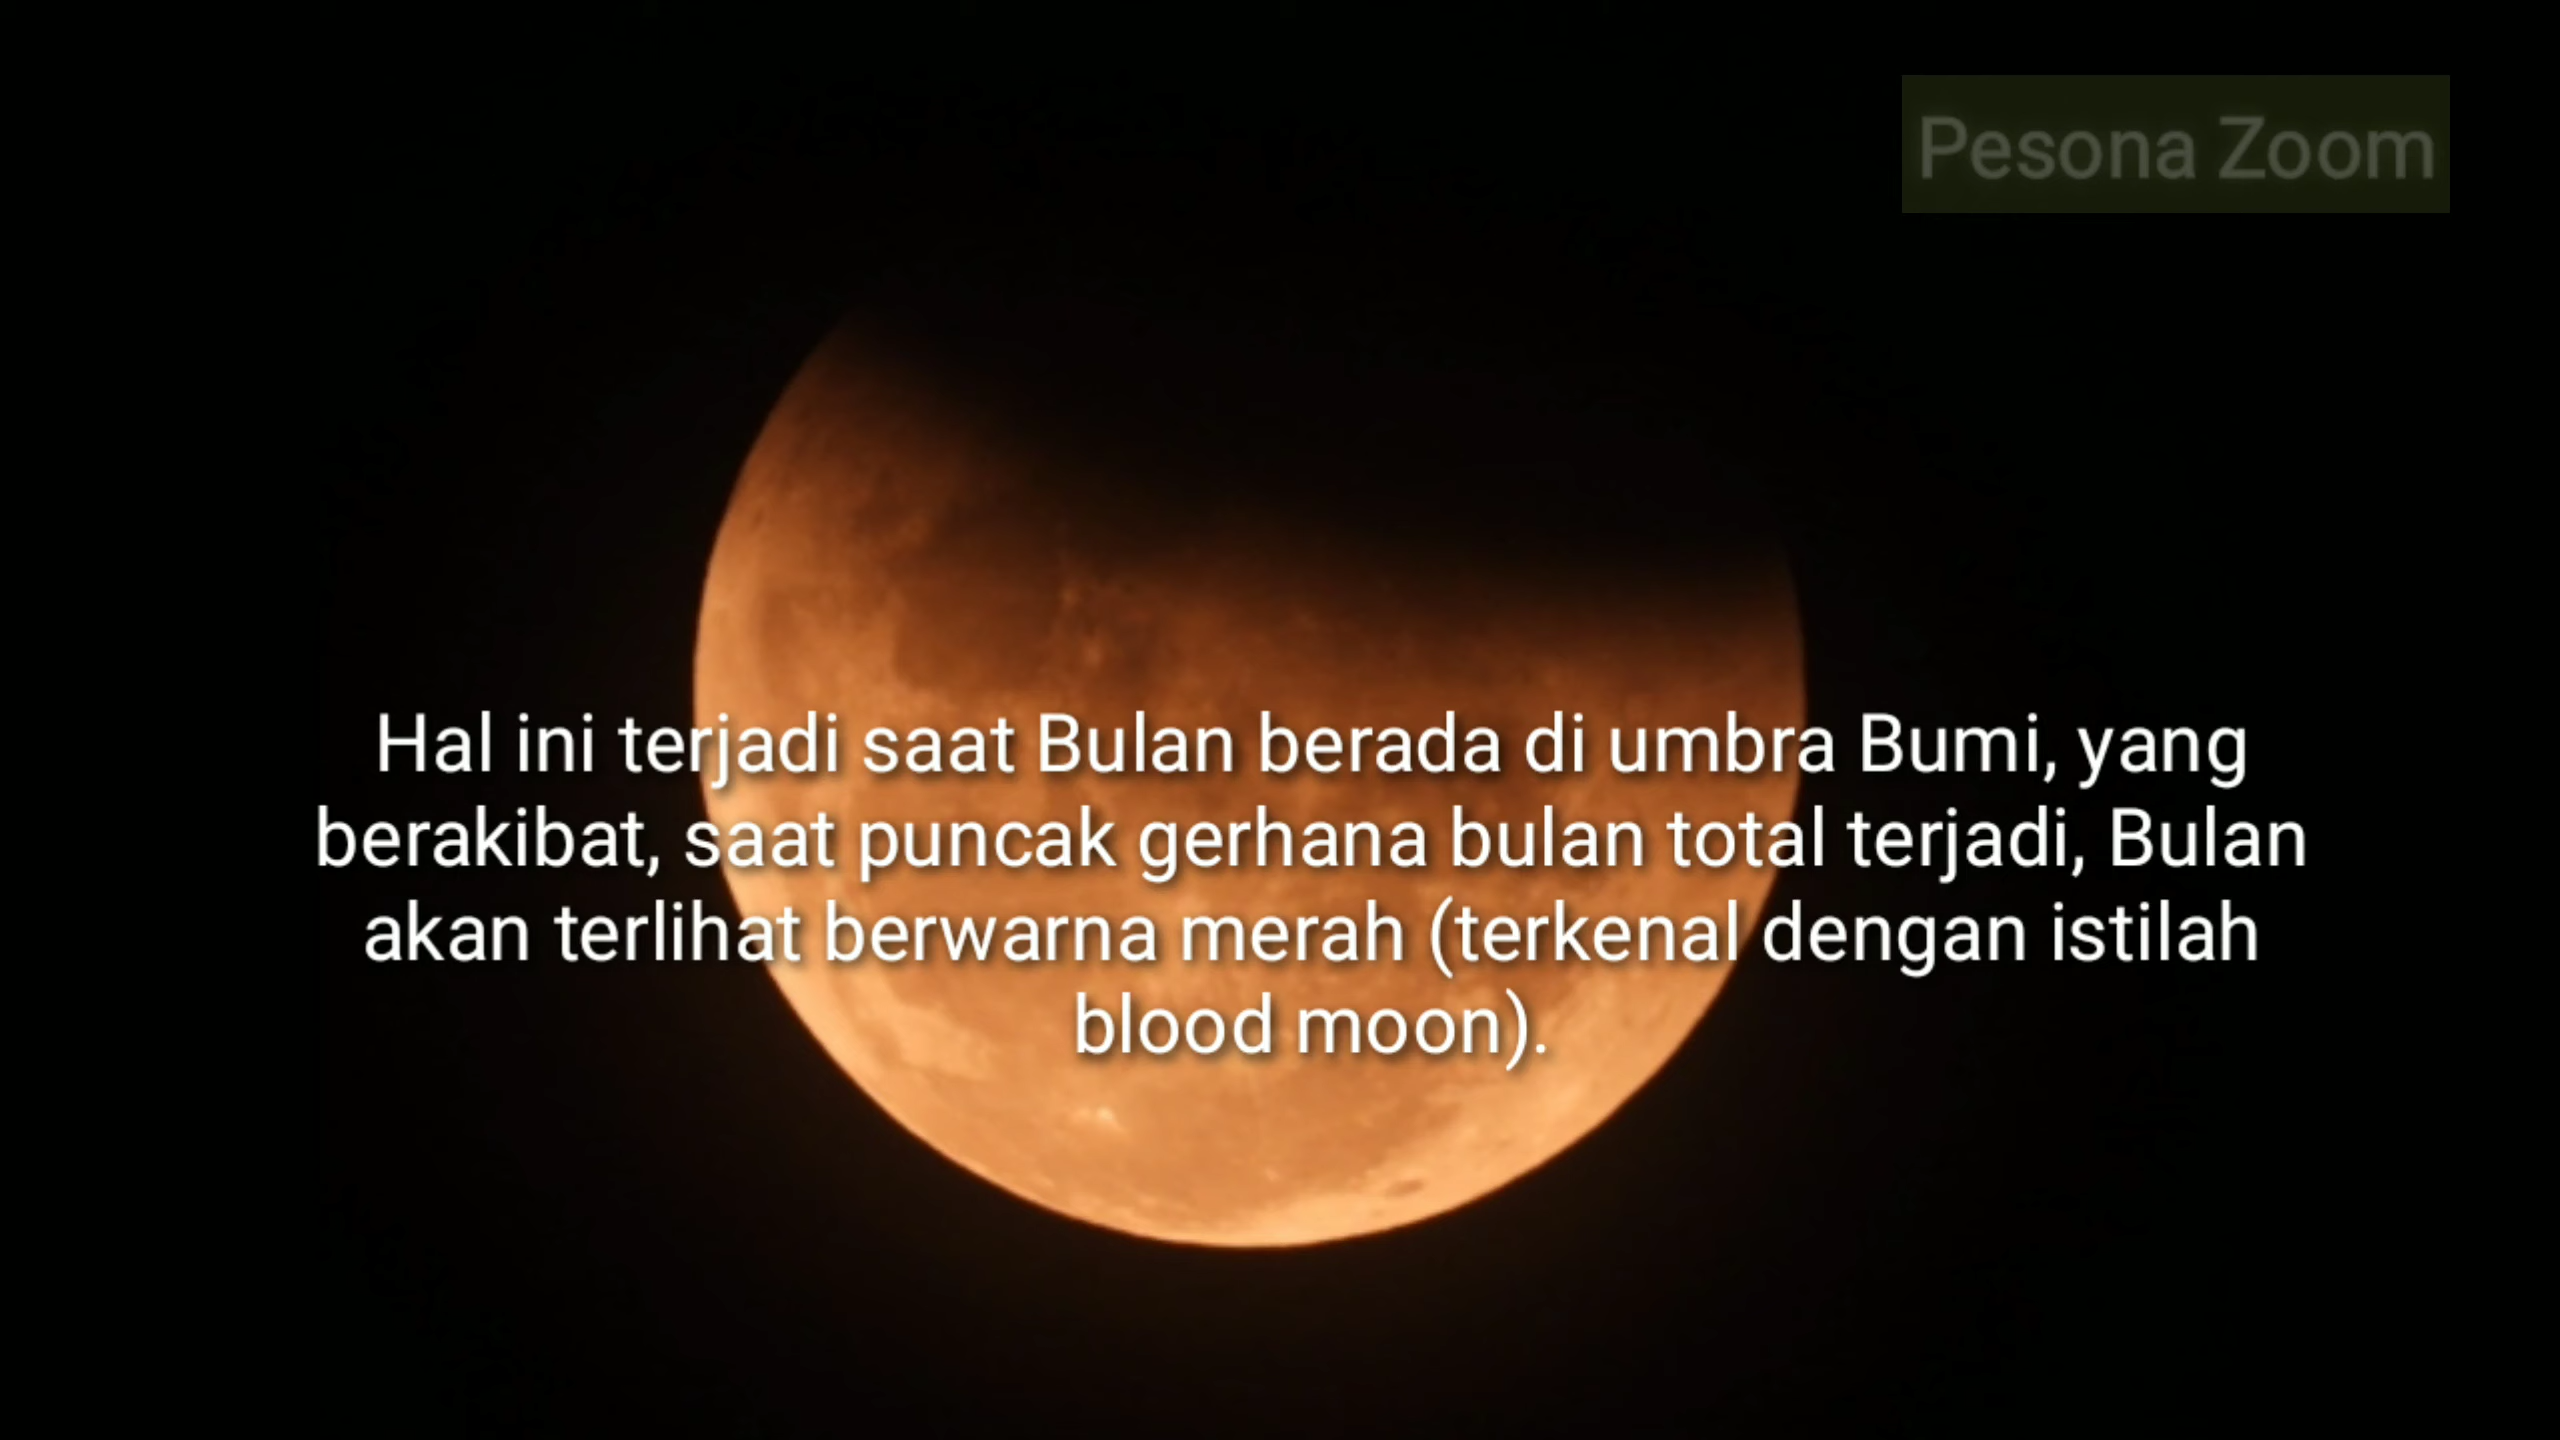 Pesona Zoom
Hal ini terjadi saat Bulan berada di umbra Bumi, yang
berakibat, saat puncak gerhana bulan total terjadi, Bulan
akan terlihat berwarna merah (terkenal dengan istilah
blood moon).